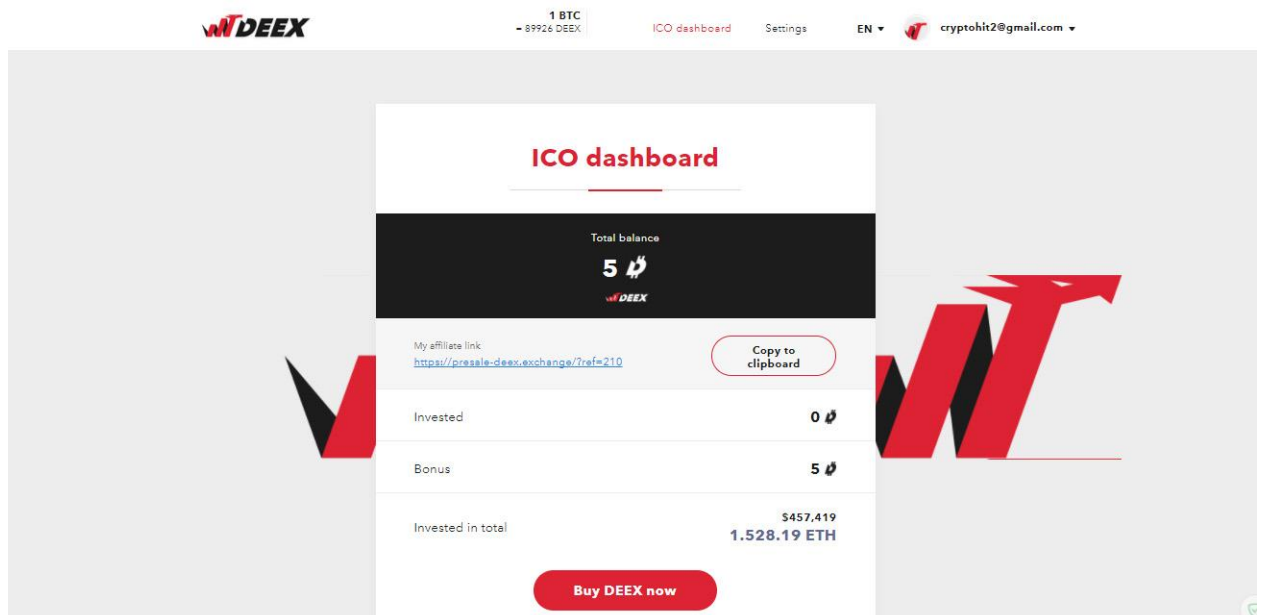 DEEX
1 BTC
= 89926 DEEX
ICO dashboard
Settings
EN
cryptohit2@gmail.com
ICO dashboard
Total balance
5
DEEX
My affiliate link
https://presale-deex.exchange/?ref=210
Copy to
clipboard
Invested
0
Bonus
5
Invested in total
$457,419
1.528.19 ETH
Buy DEEX now